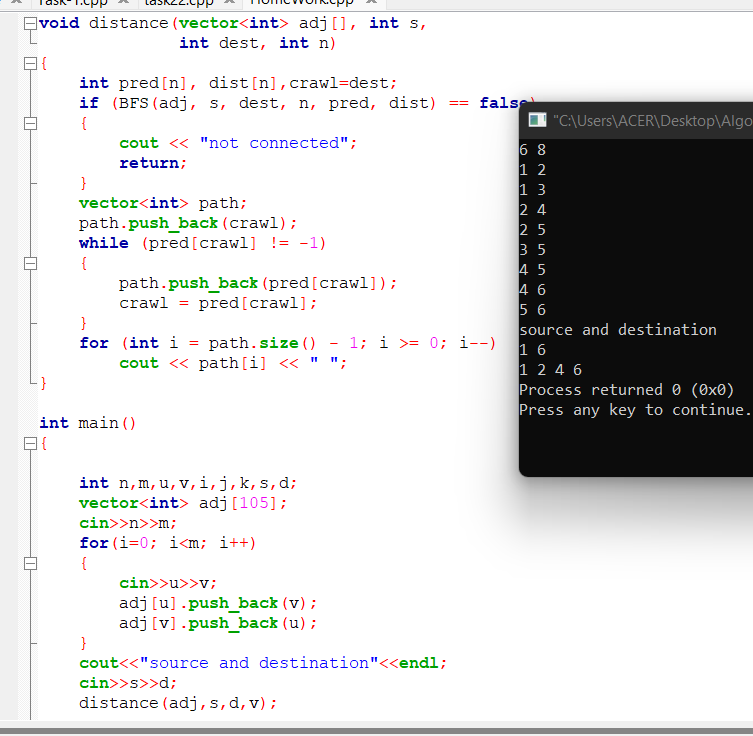 Task-1.cpp task22.cpp HomeWork.cpp
void distance(vector<int> adj[], int s,
int dest, int n)
{
int pred[n], dist[n],crawl=dest;
if (BFS(adj, s, dest, n, pred, dist) == false)
{
cout << "not connected";
return;
}
vector<int> path;
path.push_back(crawl);
while (pred[crawl] != -1)
{
path.push_back(pred[crawl]);
crawl = pred[crawl];
}
for (int i = path.size() - 1; i >= 0; i--)
cout << path[i] << " ";
}
int main()
{
int n,m,u,v,i,j,k,s,d;
vector<int> adj[105];
cin>>n>>m;
for(i=0; i<m; i++)
{
cin>>u>>v;
adj[u].push_back(v);
adj[v].push_back(u);
}
cout<<"source and destination"<<endl;
cin>>s>>d;
distance(adj,s,d,v);
"C:\Users\ACER\Desktop\Algo
6 8
1 2
1 3
2 4
2 5
3 5
4 5
4 6
5 6
source and destination
1 6
1 2 4 6
Process returned 0 (0x0)
Press any key to continue.